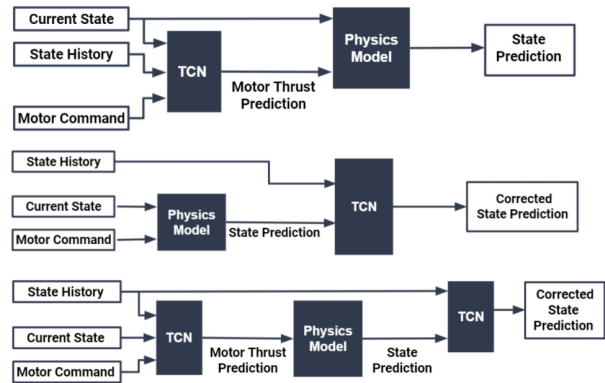 Current State
State History
Motor Command
TCN
Motor Thrust
Prediction
Physics
Model
State
Prediction
State History
Current State
Motor Command
Physics
Model
State Prediction
TCN
Corrected
State Prediction
State History
Current State
Motor Command
TCN
Motor Thrust
Prediction
Physics
Model
State
Prediction
TCN
Corrected
State
Prediction